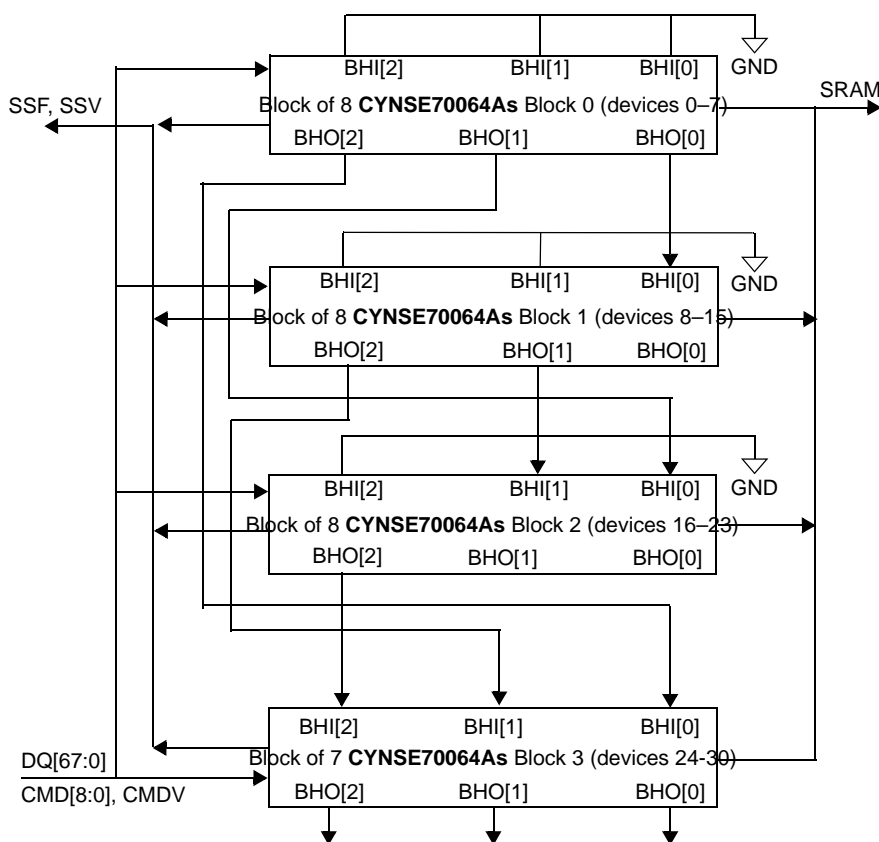 BHI[2] BHI[1] BHI[0] GND
SSF, SSV
Block of 8 CYNSE70064As Block 0 (devices 0–7)
SRAM
BHO[2] BHO[1] BHO[0]
BHI[2] BHI[1] BHI[0] GND
Block of 8 CYNSE70064As Block 1 (devices 8–15)
BHO[2] BHO[1] BHO[0]
BHI[2] BHI[1] BHI[0] GND
Block of 8 CYNSE70064As Block 2 (devices 16–23)
BHO[2] BHO[1] BHO[0]
BHI[2] BHI[1] BHI[0]
DQ[67:0]
Block of 7 CYNSE70064As Block 3 (devices 24-30)
CMD[8:0], CMDV
BHO[2] BHO[1] BHO[0]